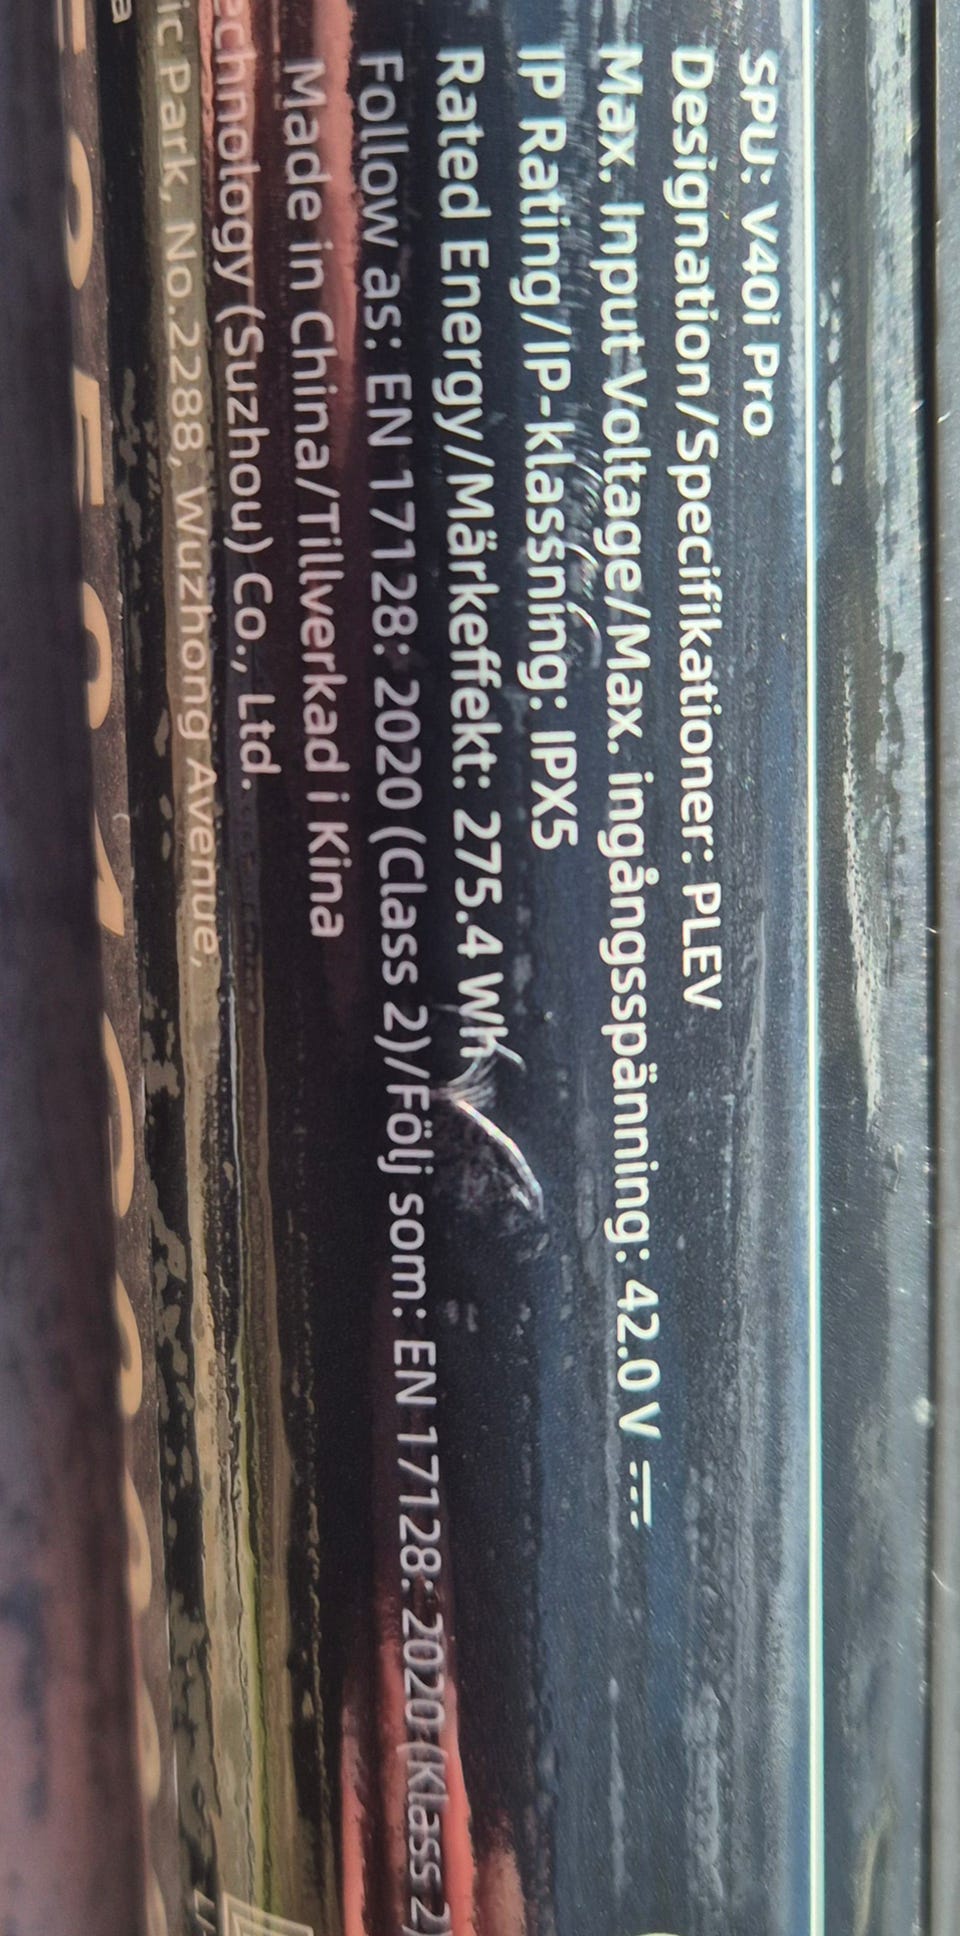 SPU: V40i Pro
Designation/Specifikationer: PLEV
Max. Input Voltage/Max. ingångsspänning: 42.0 V ⎓
IP Rating/IP-klassning: IPX5
Rated Energy/Märkeffekt: 275.4 Wh
Follow as: EN 17128: 2020 (Class 2)/Följ som: EN 17128: 2020 (Klass 2)
Made in China/Tillverkad i Kina
echnology (Suzhou) Co., Ltd.
ic Park, No.2288, Wuzhong Avenue,